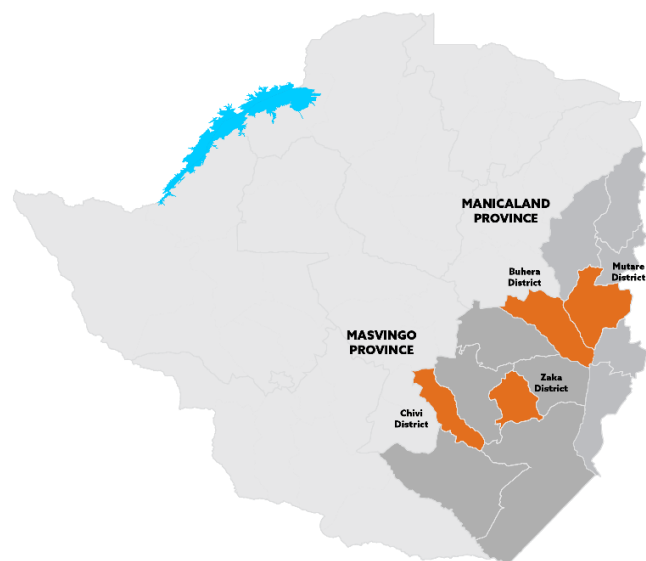 MANICALAND
PROVINCE
Buhera
District
Mutare
District
MASVINGO
PROVINCE
Zaka
District
Chivi
District